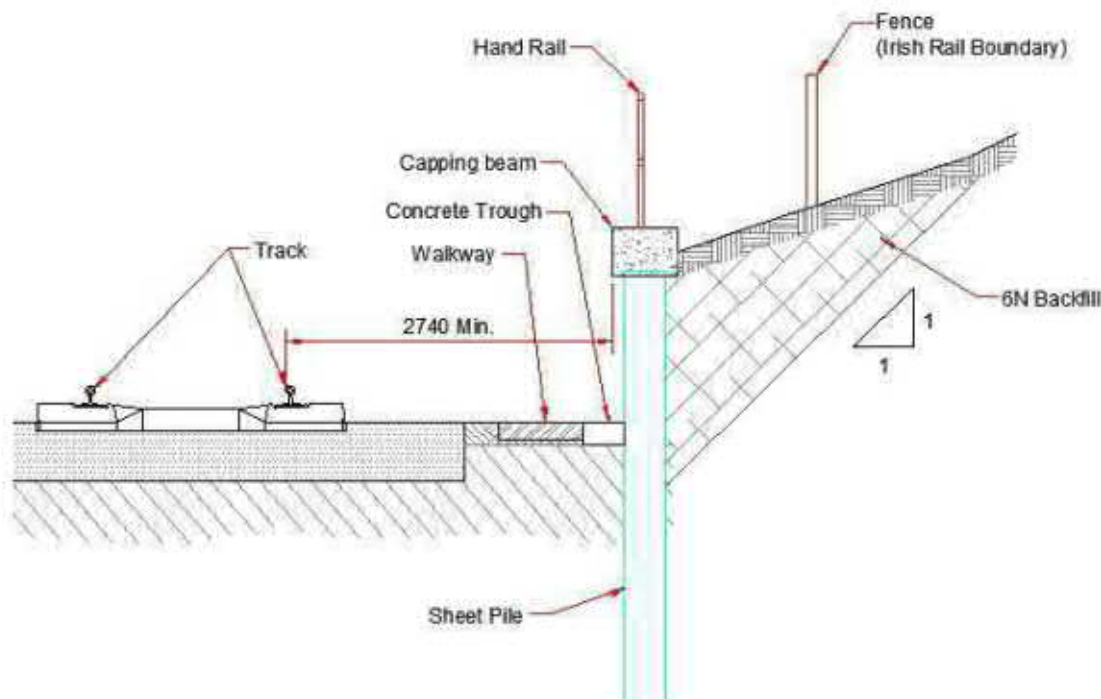 Fence
(Irish Rail Boundary)
Hand Rail
Capping beam
Concrete Trough
Walkway
Track
6N Backfill
2740 Min.
1
1
Sheet Pile